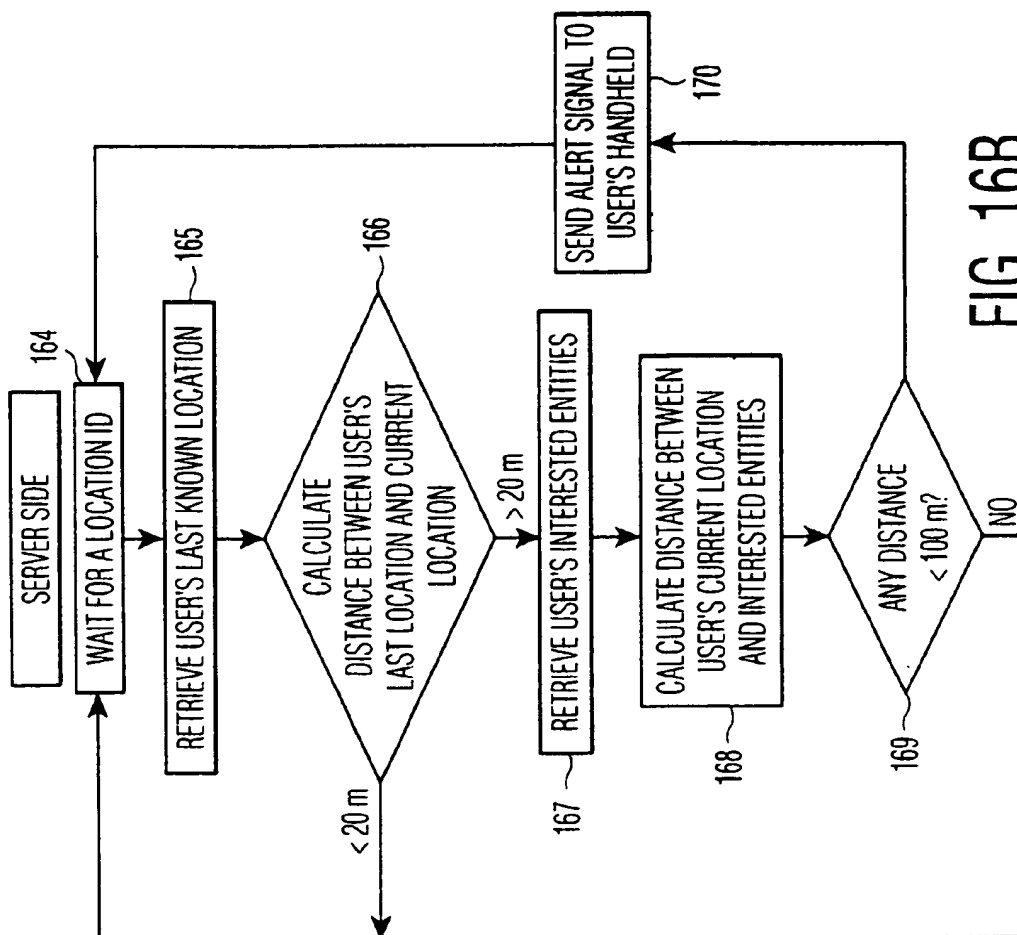 SERVER SIDE
164
WAIT FOR A LOCATION ID
165
RETRIEVE USER'S LAST KNOWN LOCATION
166
CALCULATE
DISTANCE BETWEEN USER'S
LAST LOCATION AND CURRENT
LOCATION
< 20 m
> 20 m
RETRIEVE USER'S INTERESTED ENTITIES
167
CALCULATE DISTANCE BETWEEN
USER'S CURRENT LOCATION
AND INTERESTED ENTITIES
168
ANY DISTANCE
< 100 m?
169
NO
SEND ALERT SIGNAL TO
USER'S HANDHELD
170
FIG. 16B